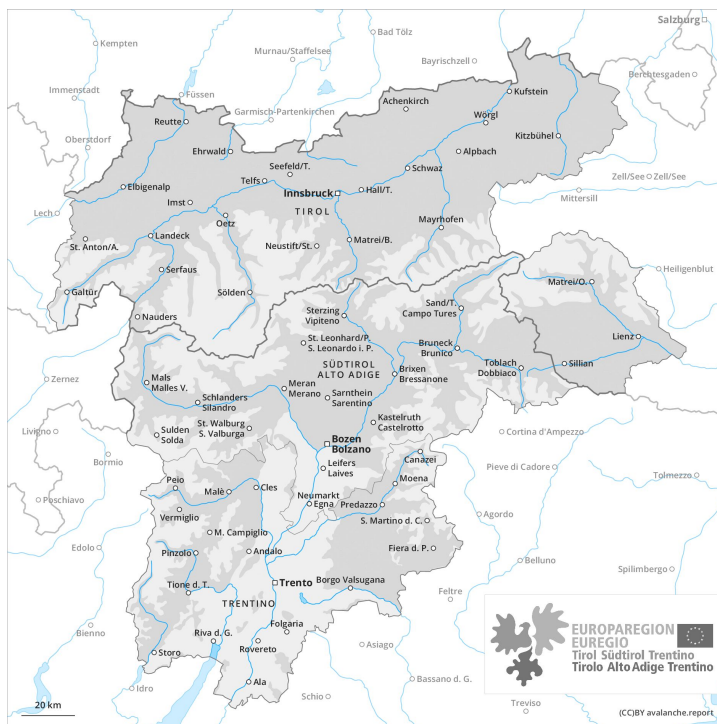 Salzburg
Kempten
Bad Tölz
Murnau/Staffelsee
Bayrischzell
Berchtesgaden
Immenstadt
Füssen
Kufstein
Garmisch-Partenkirchen
Achenkirch
Reutte
Wörgl
Oberstdorf
Kitzbühel
Ehrwald
Alpbach
Seefeld/T.
Schwaz
Telfs
Zell/See
Zell/See
Elbigenalp
Innsbruck
Hall/T.
Mittersill
Imst
TIROL
Lech
Oetz
Mayrhofen
Landeck
St. Anton/A.
Neustift/St.
Matrei/B.
Serfaus
Heiligenblut
Galtür
Sölden
Matrei/O.
Nauders
Sterzing
Vipiteno
Sand/T.
Campo Tures
Lienz
St. Leonhard/P.
S. Leonardo i. P.
Bruneck
Brunico
Toblach
Dobbiaco
Sillian
SÜDTIROL
ALTO ADIGE
Brixen
Bressanone
Zernez
Mals
Malles V.
Meran
Merano
Schlanders
Silandro
Sarnthein
Sarentino
St. Walburg
S. Valburga
Kastelruth
Castelrotto
Livigno
Sulden
Solda
Bozen
Bolzano
Cortina d'Ampezzo
Bormio
Canazei
Leifers
Laives
Pieve di Cadore
Tolmezzo
Peio
Moena
Poschiavo
Malè
Cles
Neumarkt
Egna
Predazzo
Vermiglio
S. Martino d. C.
Agordo
M. Campiglio
Edolo
Pinzolo
Andalo
Fiera d. P.
Belluno
Spilimbergo
Tione d. T.
Trento
Borgo Valsugana
Feltre
TRENTINO
Bienno
Riva d. G.
Folgaria
Rovereto
Asiago
Storo
Bassano d. G.
Idro
Ala
Schio
Treviso
EUROPAREGION
EUREGIO
Tirol Südtirol Trentino
Tirolo Alto Adige Trentino
20 km
(CC)BY avalanche.report